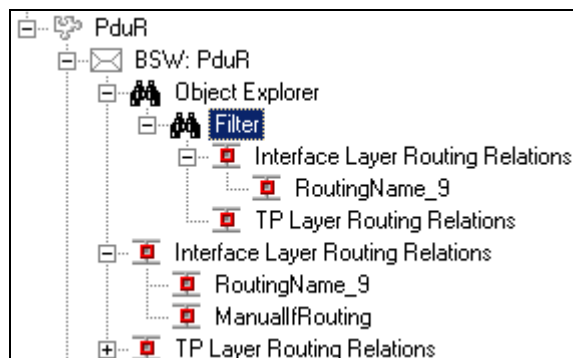 PduR
BSW: PduR
Object Explorer
Filter
Interface Layer Routing Relations
RoutingName_9
TP Layer Routing Relations
Interface Layer Routing Relations
RoutingName_9
ManualIfRouting
TP Layer Routing Relations